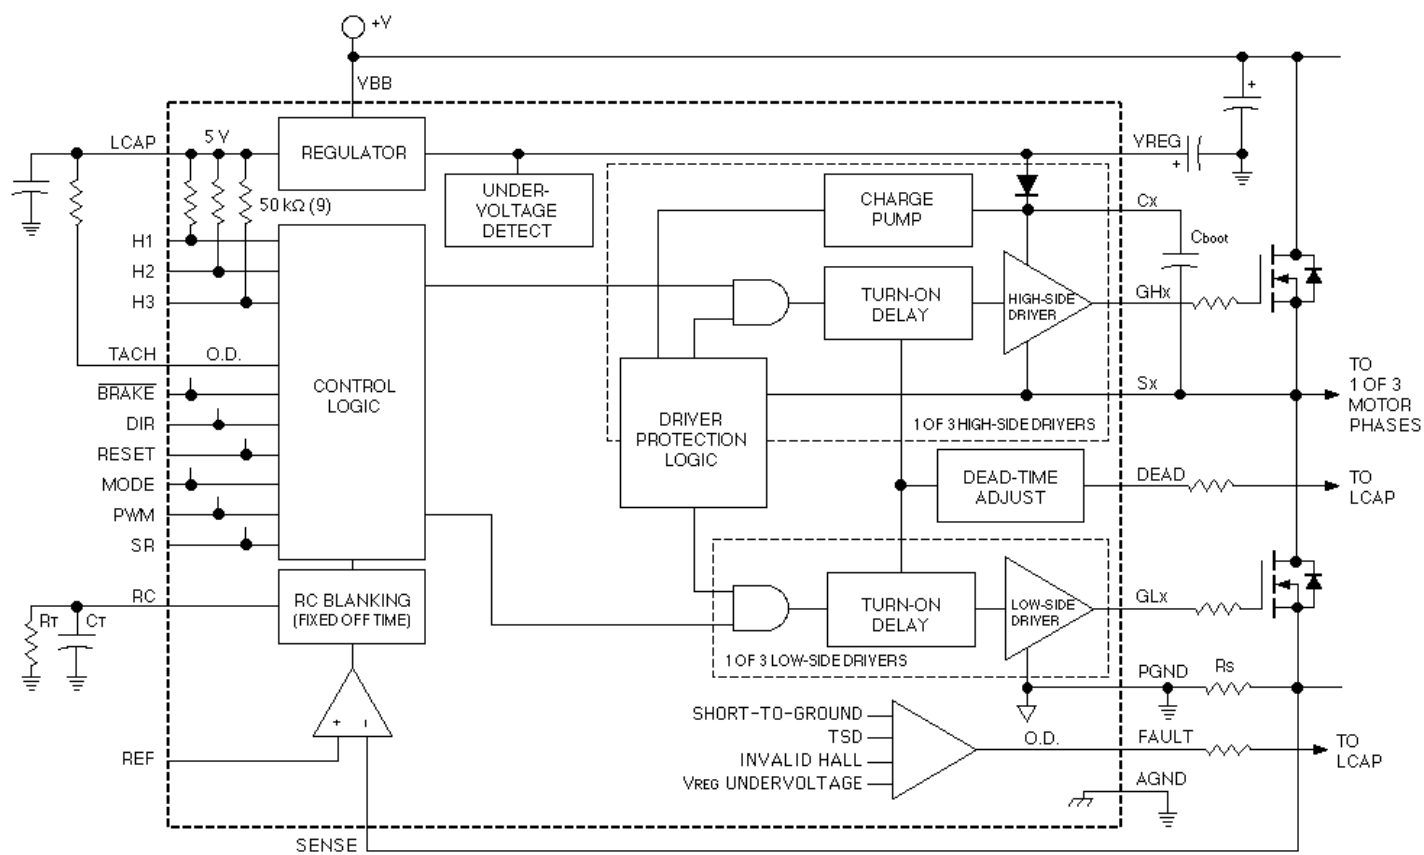 +V
VBB
LCAP
5 V
REGULATOR
VREG
+
+
UNDER-
VOLTAGE
DETECT
CHARGE
PUMP
Cx
50 kΩ (9)
Cboot
H1
H2
H3
TURN-ON
DELAY
HIGH-SIDE
DRIVER
GHx
TACH
O.D.
BRAKE
DIR
RESET
MODE
PWM
SR
CONTROL
LOGIC
DRIVER
PROTECTION
LOGIC
Sx
1 OF 3 HIGH-SIDE DRIVERS
TO
1 OF 3
MOTOR
PHASES
DEAD-TIME
ADJUST
DEAD
TO
LCAP
RC
RT
CT
RC BLANKING
(FIXED OFF TIME)
TURN-ON
DELAY
LOW-SIDE
DRIVER
GLx
1 OF 3 LOW-SIDE DRIVERS
PGND
RS
+
–
REF
SENSE
SHORT-TO-GROUND
TSD
INVALID HALL
VREG UNDERVOLTAGE
O.D.
FAULT
TO
LCAP
AGND